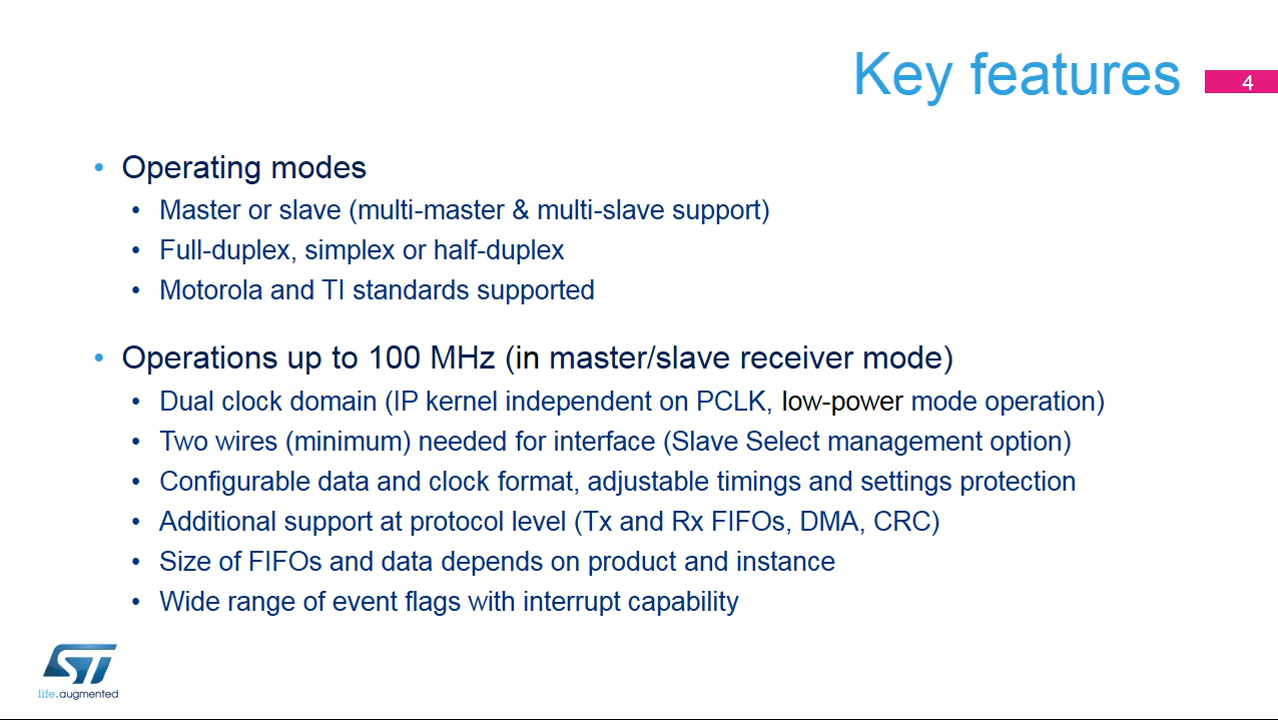 Key features
4
• Operating modes
• Master or slave (multi-master & multi-slave support)
• Full-duplex, simplex or half-duplex
• Motorola and TI standards supported
• Operations up to 100 MHz (in master/slave receiver mode)
• Dual clock domain (IP kernel independent on PCLK, low-power mode operation)
• Two wires (minimum) needed for interface (Slave Select management option)
• Configurable data and clock format, adjustable timings and settings protection
• Additional support at protocol level (Tx and Rx FIFOs, DMA, CRC)
• Size of FIFOs and data depends on product and instance
• Wide range of event flags with interrupt capability
ST
life.augmented